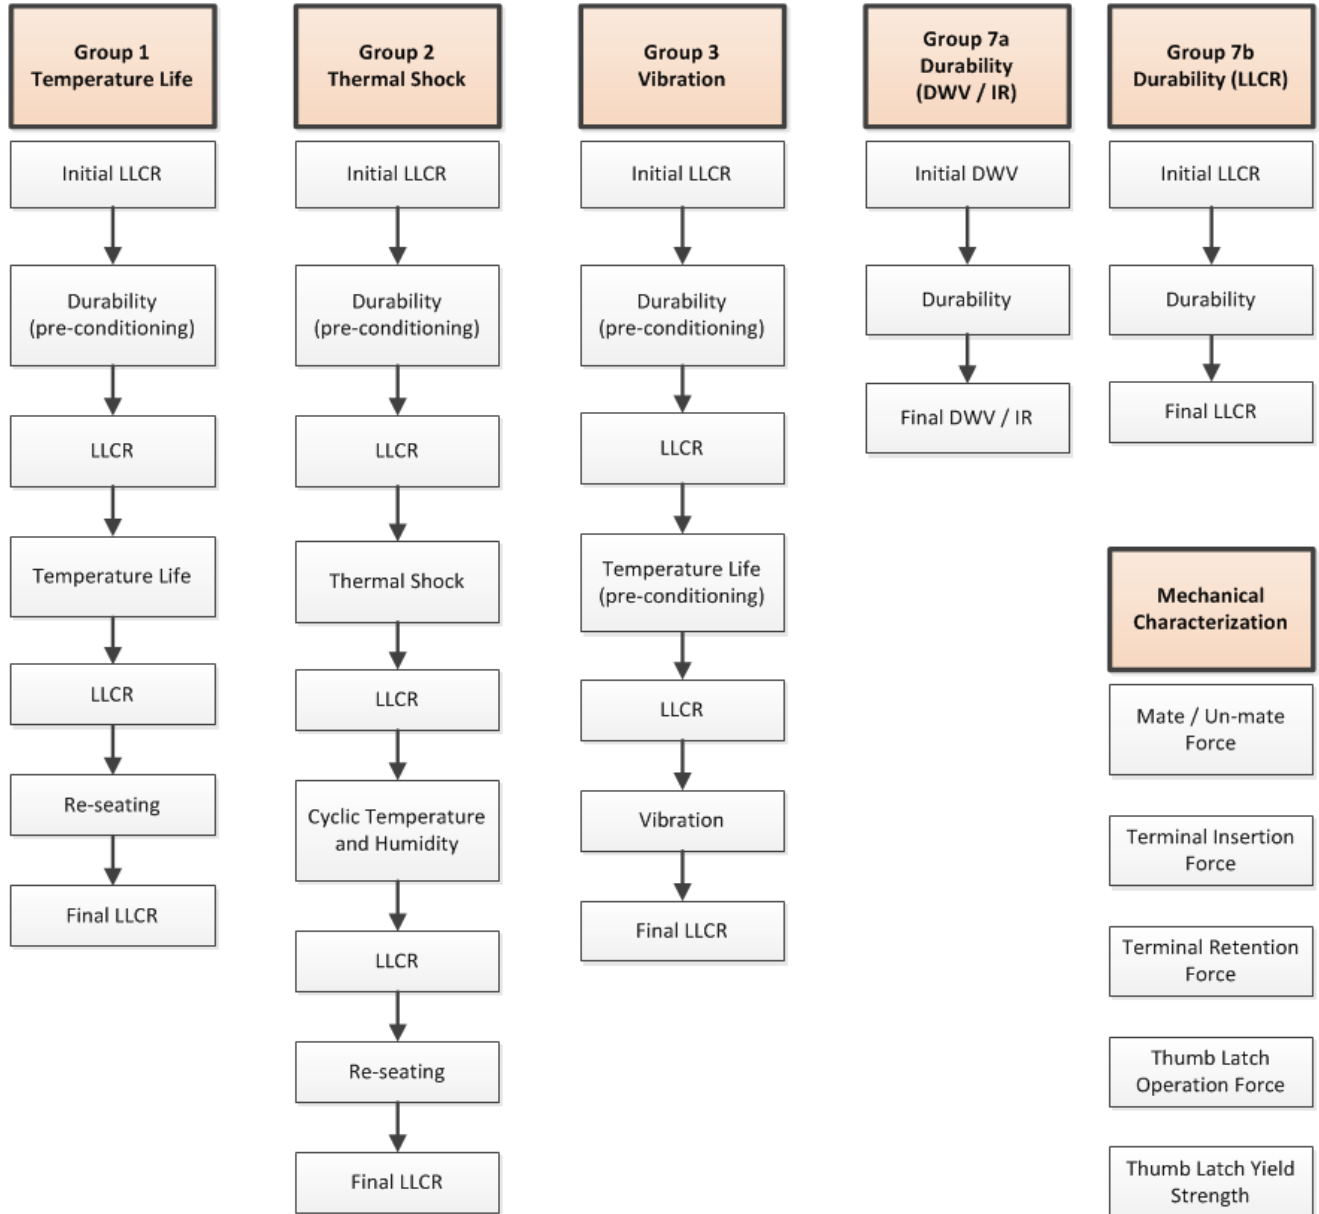 Group 1
Temperature Life
Initial LLCR
Durability
(pre-conditioning)
LLCR
Temperature Life
LLCR
Re-seating
Final LLCR
Group 2
Thermal Shock
Initial LLCR
Durability
(pre-conditioning)
LLCR
Thermal Shock
LLCR
Cyclic Temperature
and Humidity
LLCR
Re-seating
Final LLCR
Group 3
Vibration
Initial LLCR
Durability
(pre-conditioning)
LLCR
Temperature Life
(pre-conditioning)
LLCR
Vibration
Final LLCR
Group 7a
Durability
(DWV / IR)
Initial DWV
Durability
Final DWV / IR
Group 7b
Durability (LLCR)
Initial LLCR
Durability
Final LLCR
Mechanical
Characterization
Mate / Un-mate
Force
Terminal Insertion
Force
Terminal Retention
Force
Thumb Latch
Operation Force
Thumb Latch Yield
Strength